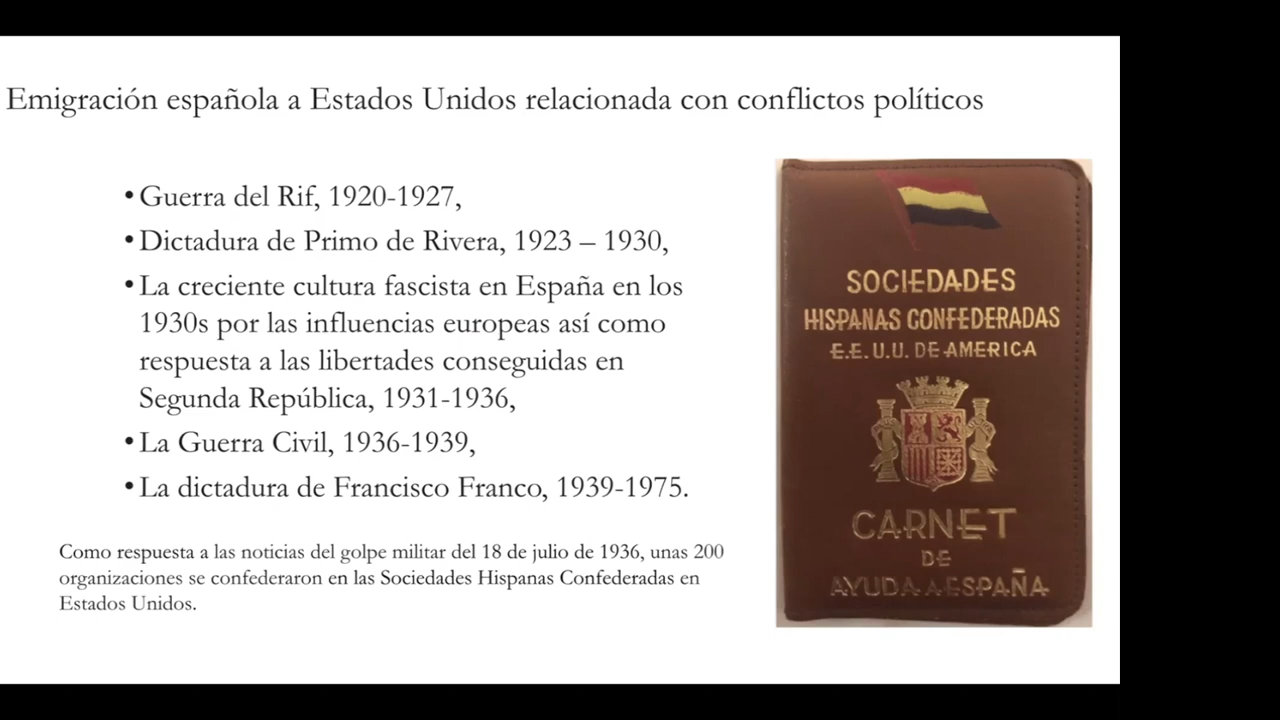 Emigración española a Estados Unidos relacionada con conflictos políticos
• Guerra del Rif, 1920-1927,
• Dictadura de Primo de Rivera, 1923 – 1930,
• La creciente cultura fascista en España en los
1930s por las influencias europeas así como
respuesta a las libertades conseguidas en
Segunda República, 1931-1936,
• La Guerra Civil, 1936-1939,
• La dictadura de Francisco Franco, 1939-1975.
Como respuesta a las noticias del golpe militar del 18 de julio de 1936, unas 200
organizaciones se confederaron en las Sociedades Hispanas Confederadas en
Estados Unidos.
SOCIEDADES
HISPANAS CONFEDERADAS
E.E.U.U. DE AMERICA
CARNET
DE
AYUDA A ESPAÑA